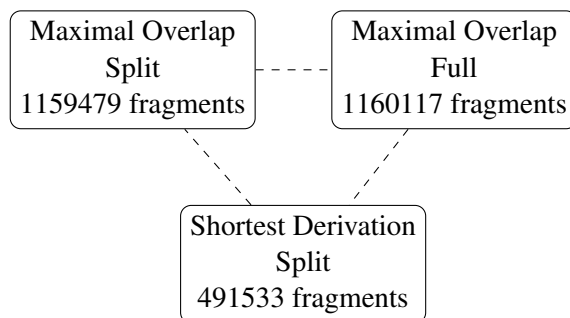 Maximal Overlap
Split
1159479 fragments
Maximal Overlap
Full
1160117 fragments
Shortest Derivation
Split
491533 fragments